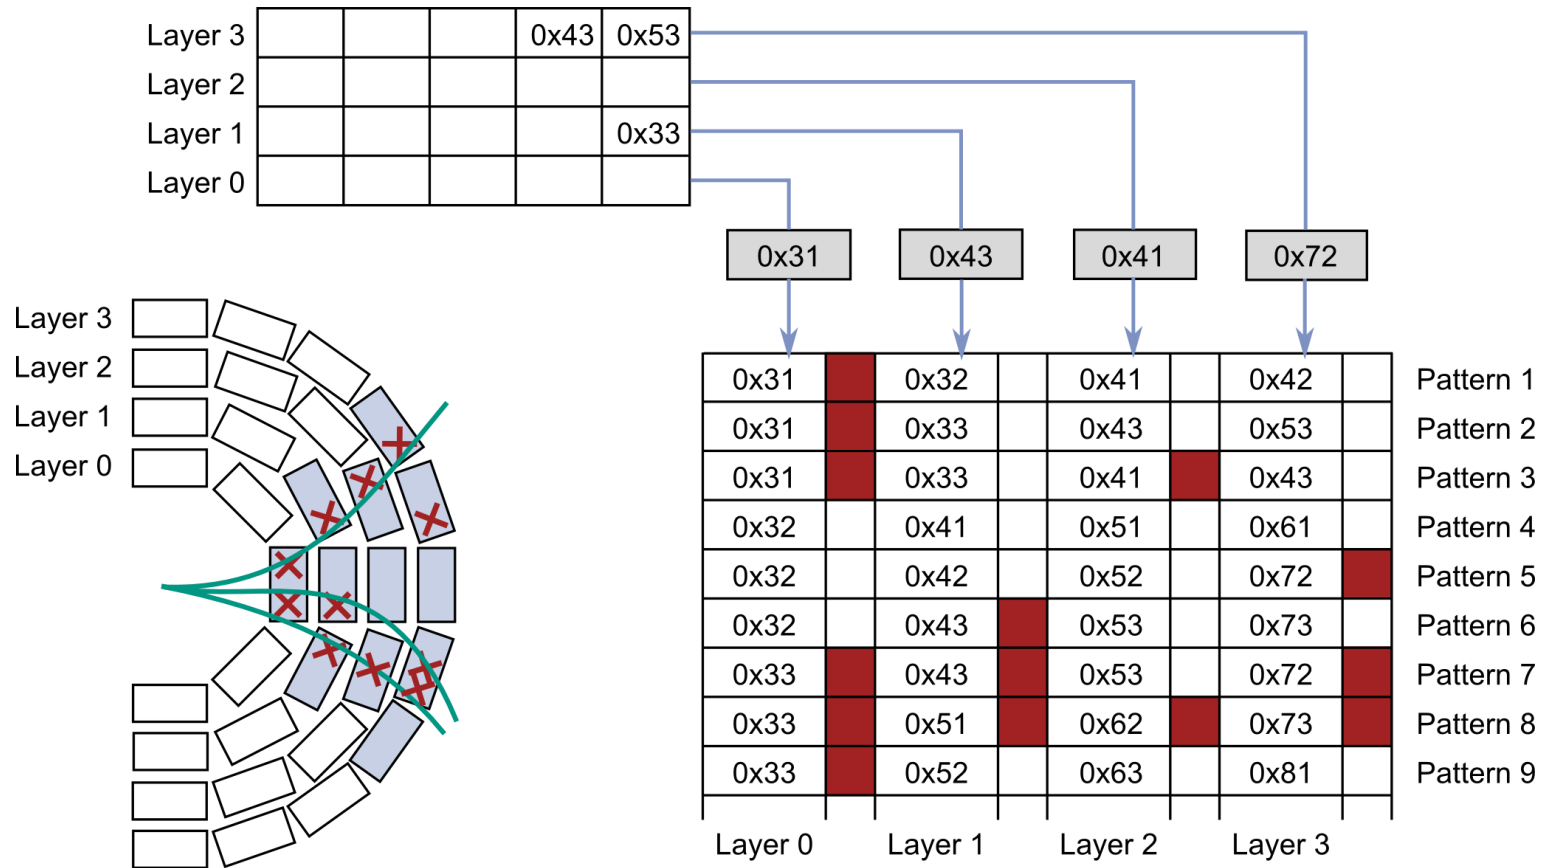 Layer 3 0x43 0x53
Layer 2
Layer 1 0x33
Layer 0
0x31 0x43 0x41 0x72
Layer 3
Layer 2
Layer 1
Layer 0
0x31 0x32 0x41 0x42 Pattern 1
0x31 0x33 0x43 0x53 Pattern 2
0x31 0x33 0x41 0x43 Pattern 3
0x32 0x41 0x51 0x61 Pattern 4
0x32 0x42 0x52 0x72 Pattern 5
0x32 0x43 0x53 0x73 Pattern 6
0x33 0x43 0x53 0x72 Pattern 7
0x33 0x51 0x62 0x73 Pattern 8
0x33 0x52 0x63 0x81 Pattern 9
Layer 0 Layer 1 Layer 2 Layer 3